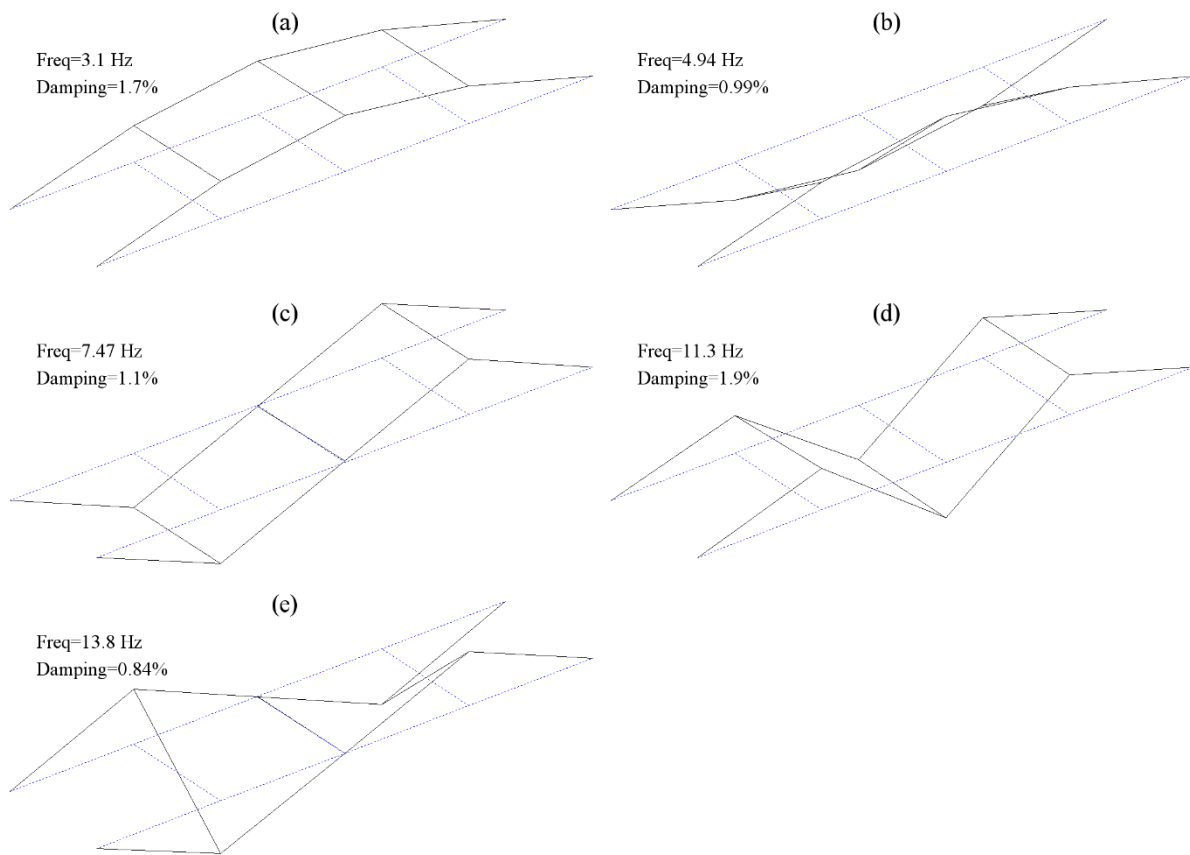 (a)
Freq=3.1 Hz
Damping=1.7%
(b)
Freq=4.94 Hz
Damping=0.99%
(c)
Freq=7.47 Hz
Damping=1.1%
(d)
Freq=11.3 Hz
Damping=1.9%
(e)
Freq=13.8 Hz
Damping=0.84%